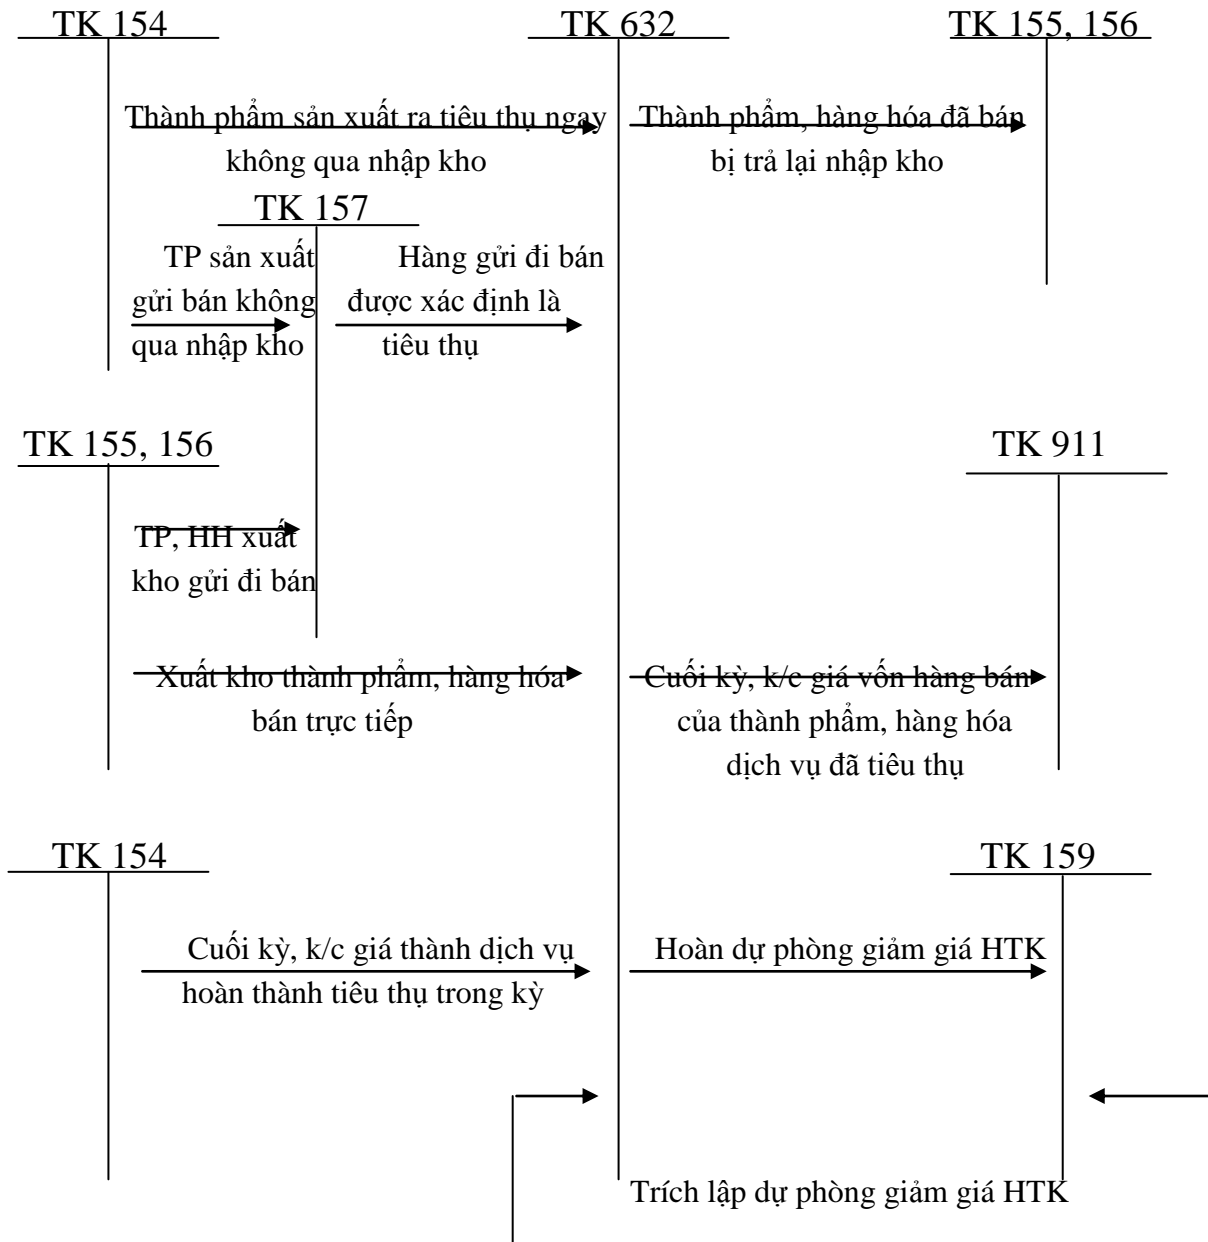 TK 154
TK 632
TK 155, 156
Thành phẩm sản xuất ra tiêu thụ ngay
không qua nhập kho
Thành phẩm, hàng hóa đã bán
bị trả lại nhập kho
TK 157
TP sản xuất
gửi bán không
qua nhập kho
Hàng gửi đi bán
được xác định là
tiêu thụ
TK 155, 156
TK 911
TP, HH xuất
kho gửi đi bán
Xuất kho thành phẩm, hàng hóa
bán trực tiếp
Cuối kỳ, k/c giá vốn hàng bán
của thành phẩm, hàng hóa
dịch vụ đã tiêu thụ
TK 154
TK 159
Cuối kỳ, k/c giá thành dịch vụ
hoàn thành tiêu thụ trong kỳ
Hoàn dự phòng giảm giá HTK
Trích lập dự phòng giảm giá HTK